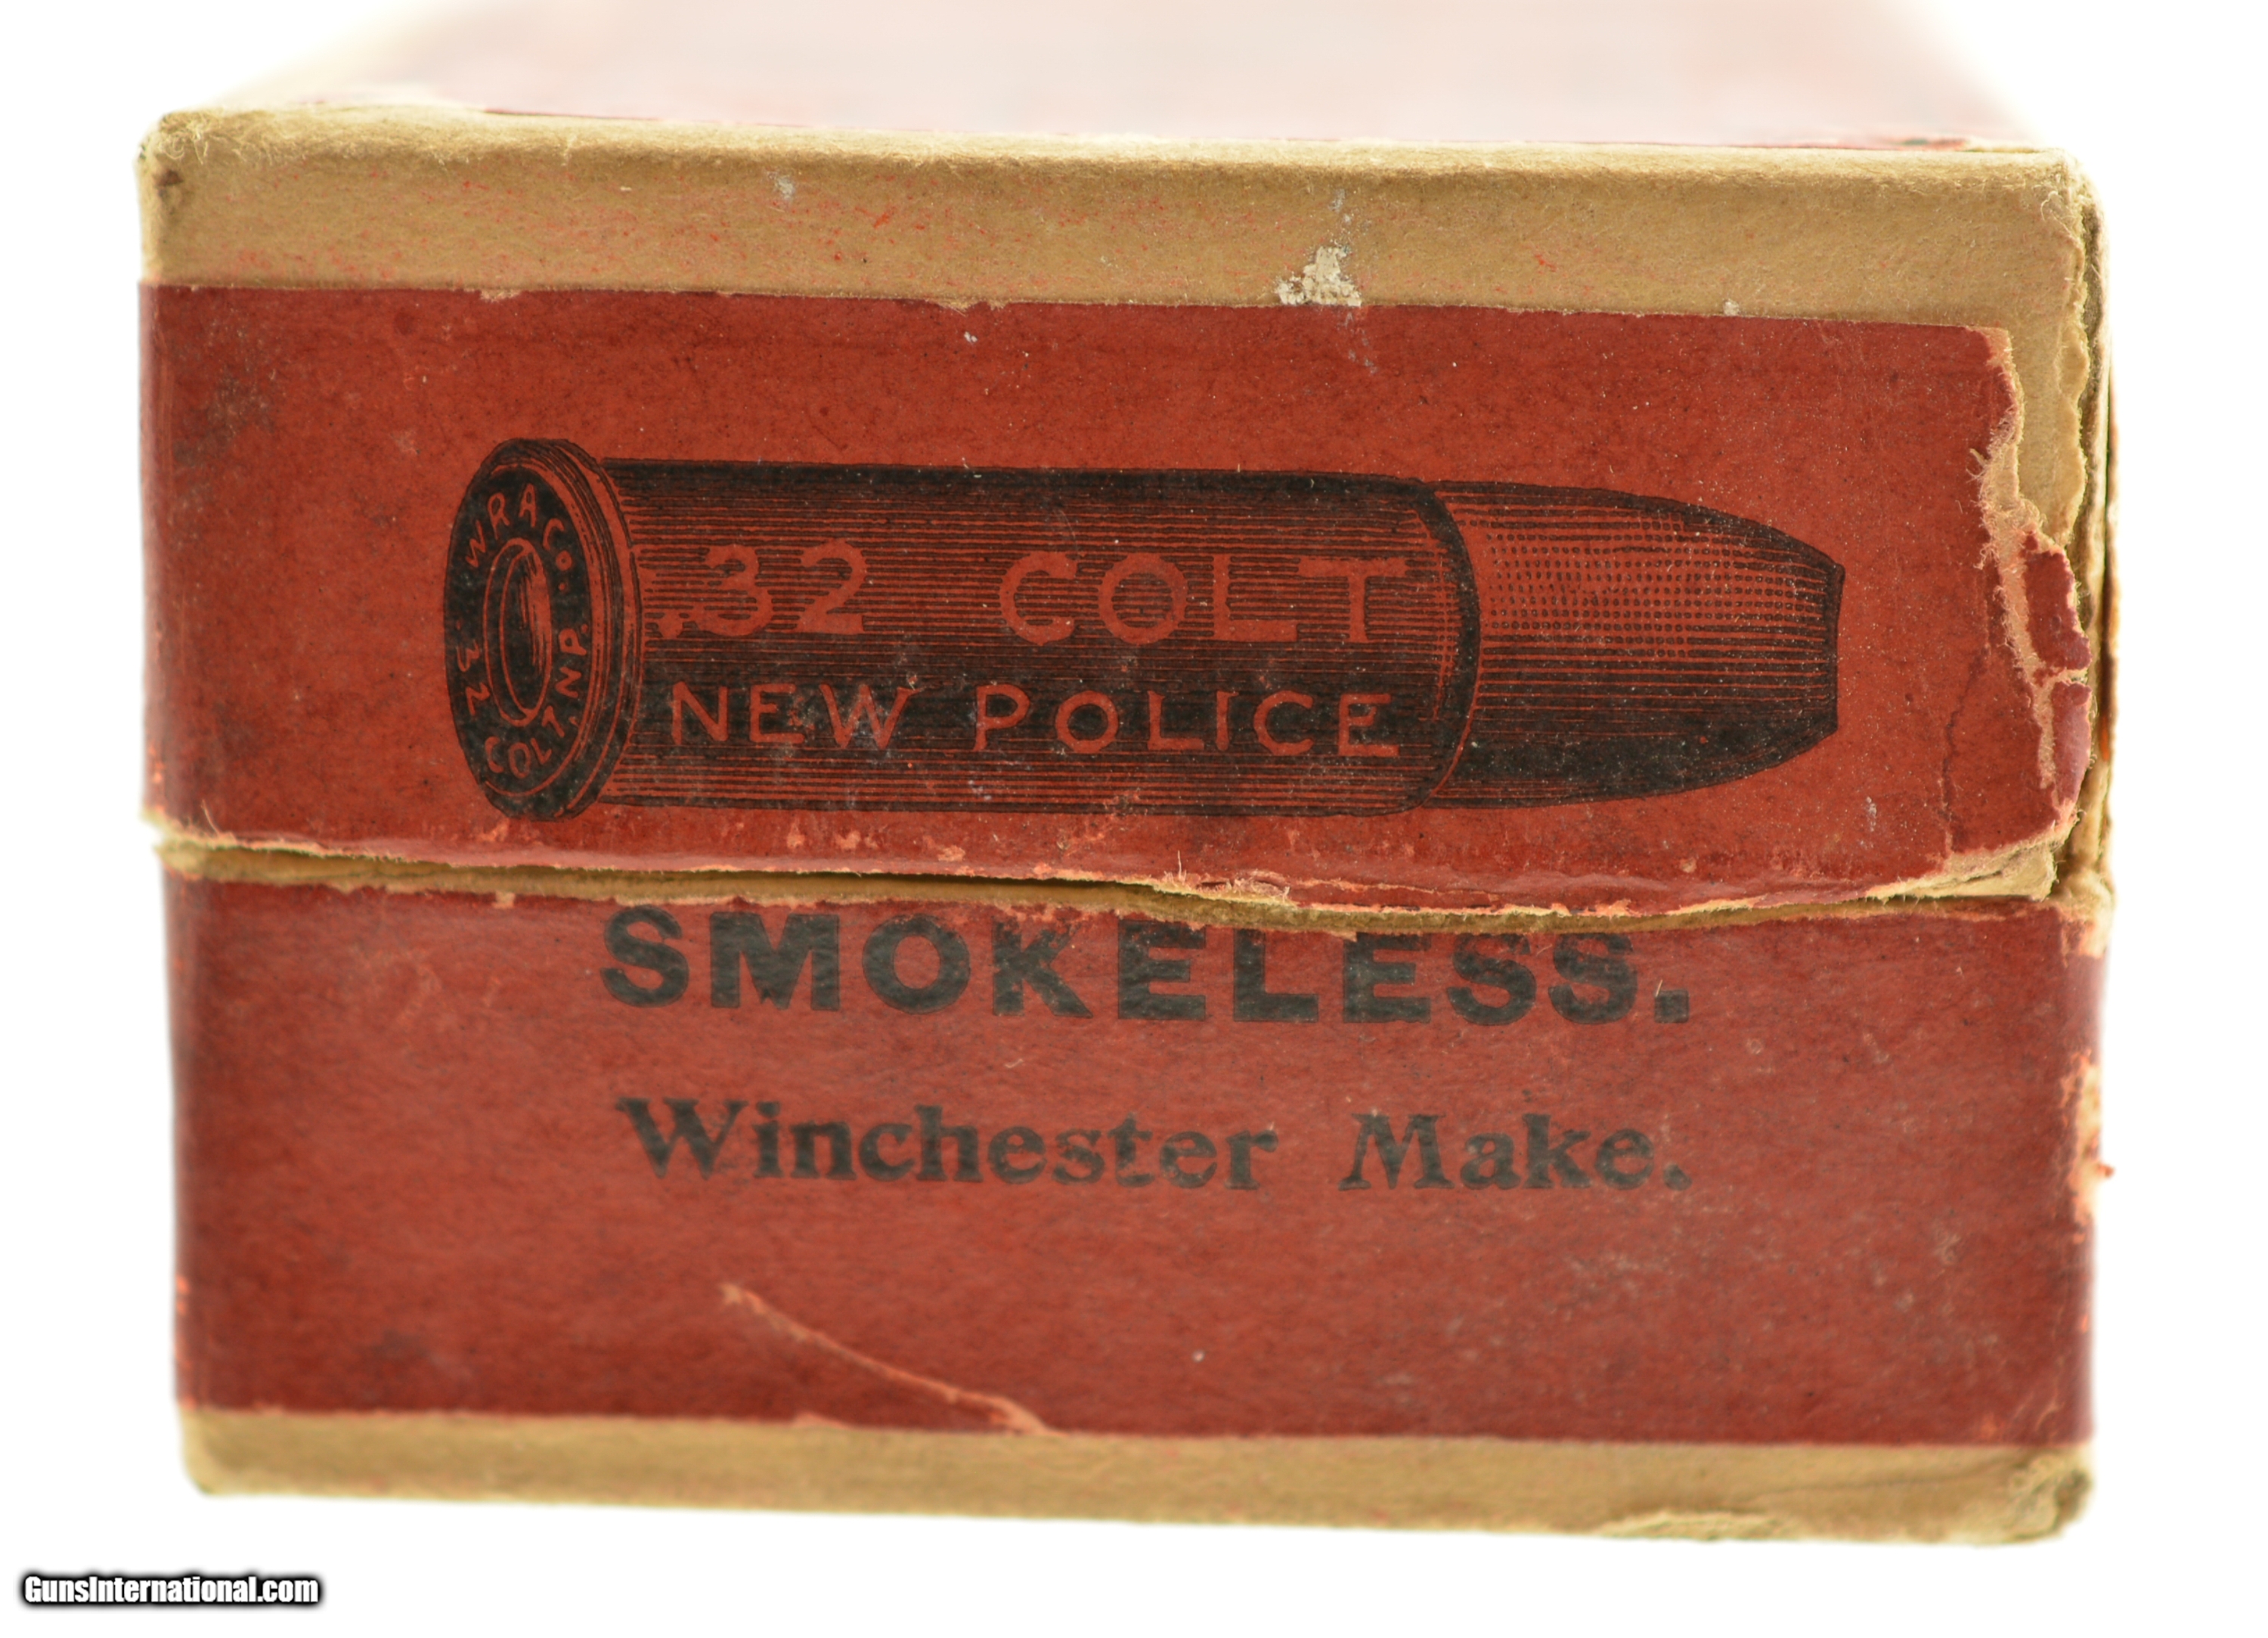 W.R.A.CO.
.32 COLT.N.P.
.32 COLT
NEW POLICE
SMOKELESS.
Winchester Make.
GunsInternational.com